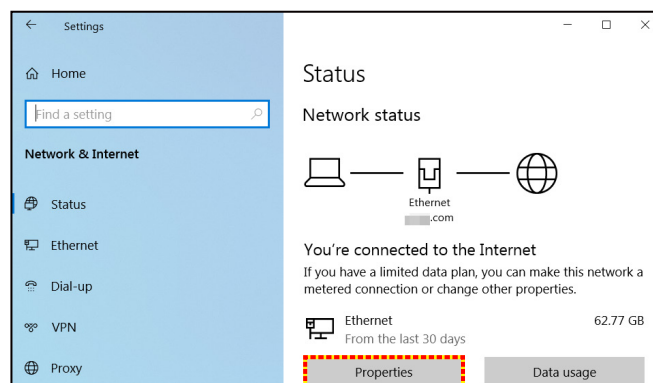 Settings
Home
Find a setting
Network & Internet
Status
Ethernet
Dial-up
VPN
Proxy
Status
Network status
Ethernet
.com
You're connected to the Internet
If you have a limited data plan, you can make this network a
metered connection or change other properties.
Ethernet 62.77 GB
From the last 30 days
Properties Data usage